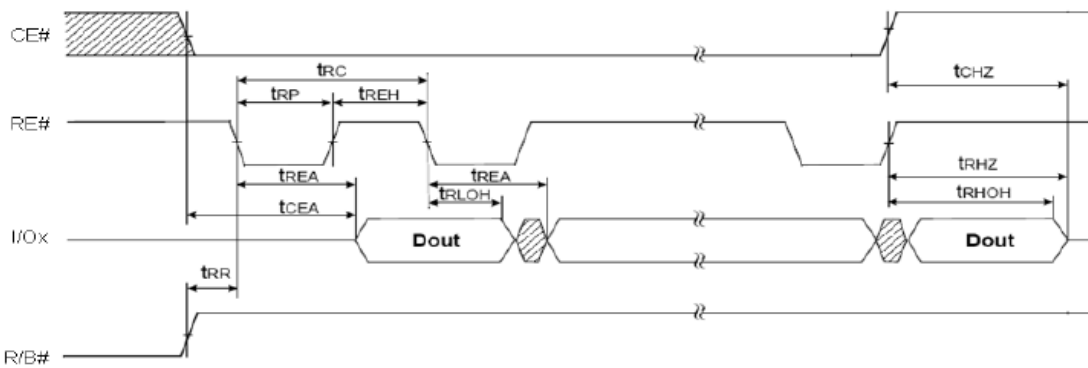 CE#
tRC
tCHZ
tRP
tREH
RE#
tREA
tREA
tRHZ
tRLOH
tRHOH
tCEA
I/Ox
Dout
Dout
tRR
R/B#